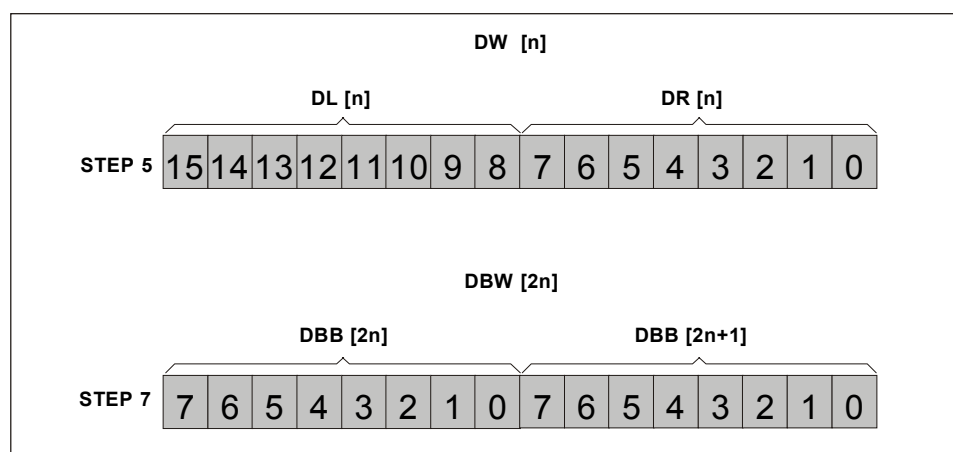 DW [n]
DL [n] DR [n]
STEP 5 15 14 13 12 11 10 9 8 7 6 5 4 3 2 1 0
DBW [2n]
DBB [2n] DBB [2n+1]
STEP 7 7 6 5 4 3 2 1 0 7 6 5 4 3 2 1 0